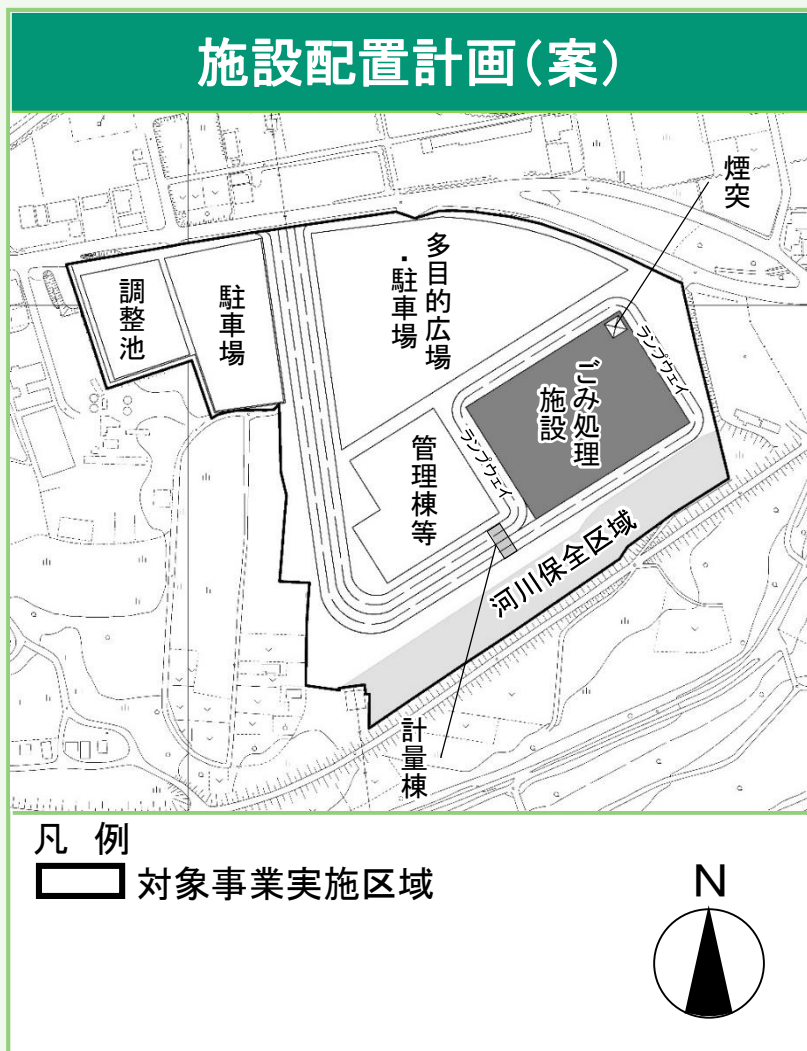 施設配置計画（案）
煙突
多目的広場
・駐車場
調整池
駐車場
ランプウェイ
ごみ処理
施設
ランプウェイ
管理棟等
河川保全区域
計量棟
凡 例
対象事業実施区域
N